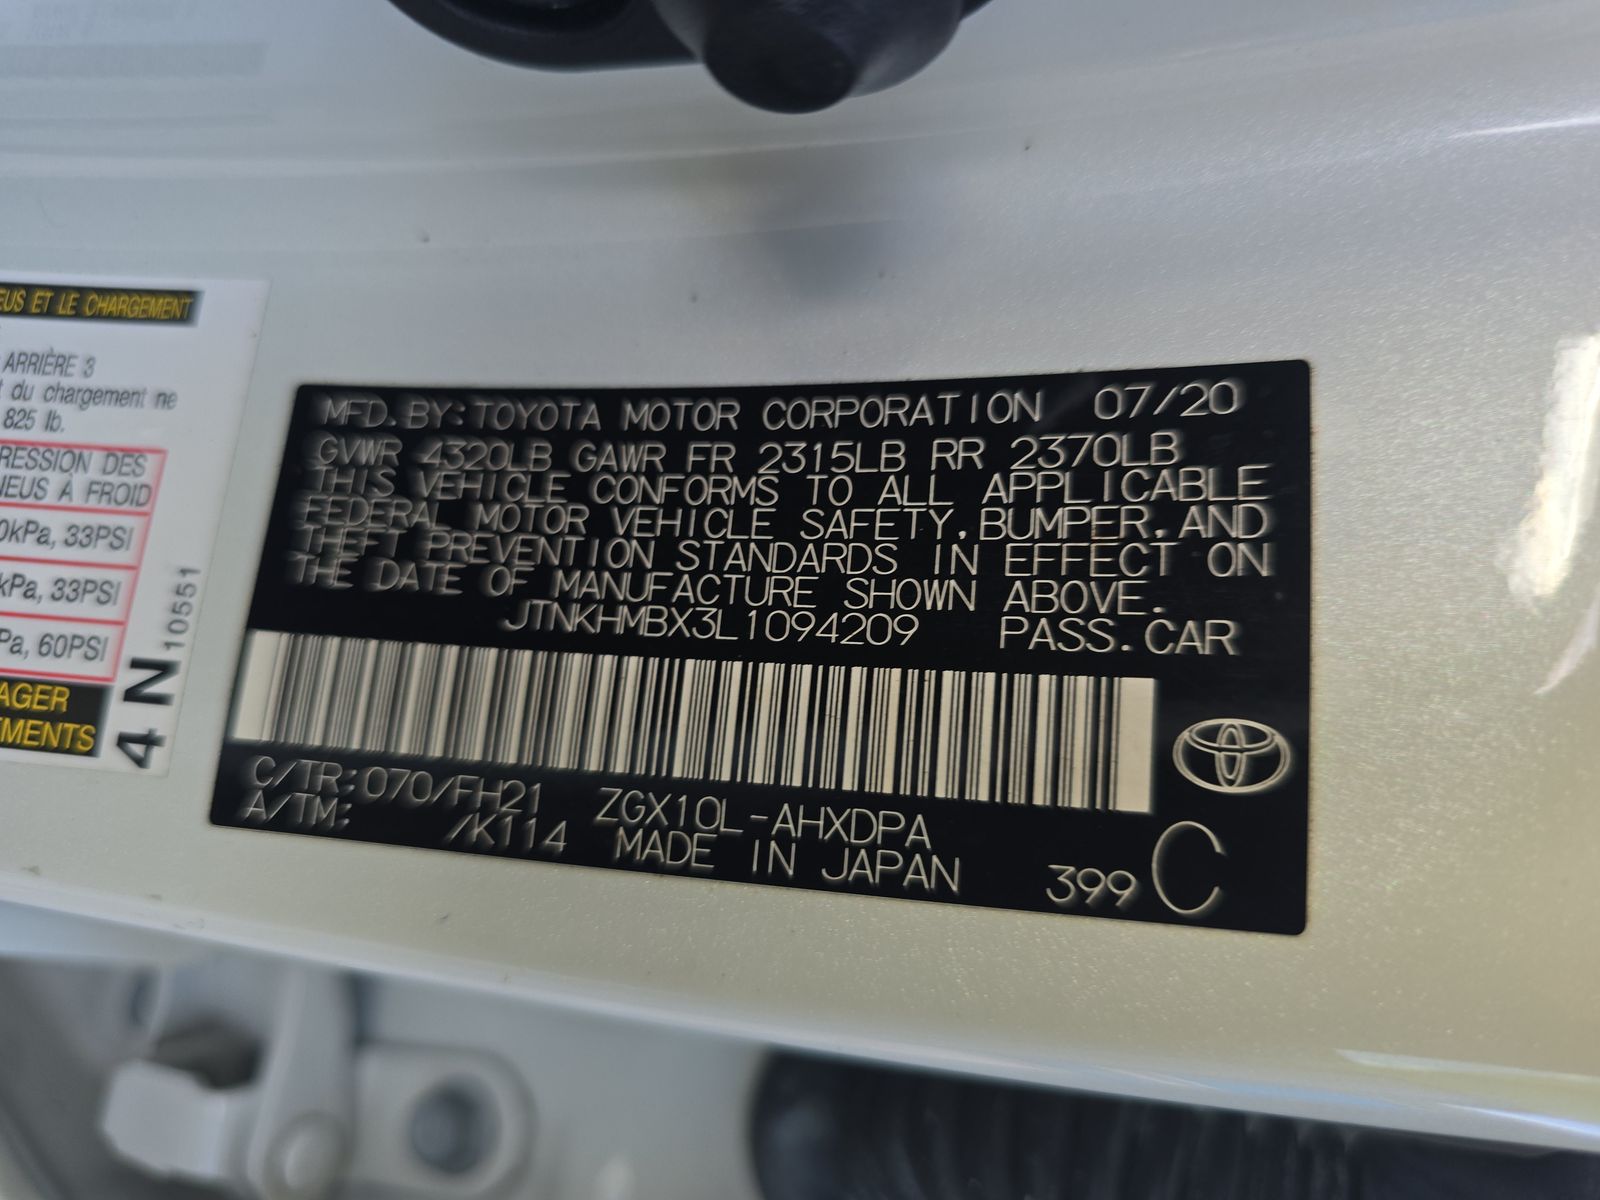 EUS ET LE CHARGEMENT
ARRIÈRE 3
du chargement ne
825 lb.
RESSION DES
NEUS À FROID
0kPa, 33PSI
kPa, 33PSI
Pa, 60PSI
AGER
EMENTS
4 N 10551
MFD. BY: TOYOTA MOTOR CORPORATION 07/20
GVWR 4320LB GAWR FR 2315LB RR 2370LB
THIS VEHICLE CONFORMS TO ALL APPLICABLE
FEDERAL MOTOR VEHICLE SAFETY, BUMPER, AND
THEFT PREVENTION STANDARDS IN EFFECT ON
THE DATE OF MANUFACTURE SHOWN ABOVE.
JTNKHMBX3L1094209 PASS. CAR
C/TR: 070/FH21 ZGX10L-AHXDPA
A/TM: /K114 MADE IN JAPAN 399 C